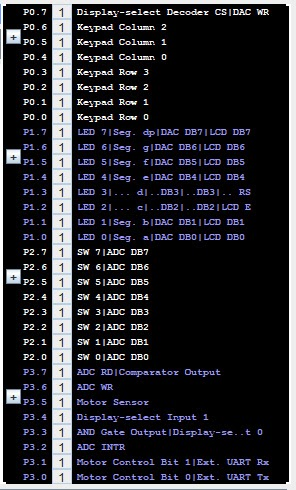 P0.7 1 Display-select Decoder CS|DAC WR
P0.6 1 Keypad Column 2
P0.5 1 Keypad Column 1
P0.4 1 Keypad Column 0
P0.3 1 Keypad Row 3
P0.2 1 Keypad Row 2
P0.1 1 Keypad Row 1
P0.0 1 Keypad Row 0
P1.7 1 LED 7|Seg. dp|DAC DB7|LCD DB7
P1.6 1 LED 6|Seg. g|DAC DB6|LCD DB6
P1.5 1 LED 5|Seg. f|DAC DB5|LCD DB5
P1.4 1 LED 4|Seg. e|DAC DB4|LCD DB4
P1.3 1 LED 3|... d|..DB3|..DB3|.. RS
P1.2 1 LED 2|... c|..DB2|..DB2|LCD E
P1.1 1 LED 1|Seg. b|DAC DB1|LCD DB1
P1.0 1 LED 0|Seg. a|DAC DB0|LCD DB0
P2.7 1 SW 7|ADC DB7
P2.6 1 SW 6|ADC DB6
P2.5 1 SW 5|ADC DB5
P2.4 1 SW 4|ADC DB4
P2.3 1 SW 3|ADC DB3
P2.2 1 SW 2|ADC DB2
P2.1 1 SW 1|ADC DB1
P2.0 1 SW 0|ADC DB0
P3.7 1 ADC RD|Comparator Output
P3.6 1 ADC WR
P3.5 1 Motor Sensor
P3.4 1 Display-select Input 1
P3.3 1 AND Gate Output|Display-se..t 0
P3.2 1 ADC INTR
P3.1 1 Motor Control Bit 1|Ext. UART Rx
P3.0 1 Motor Control Bit 0|Ext. UART Tx